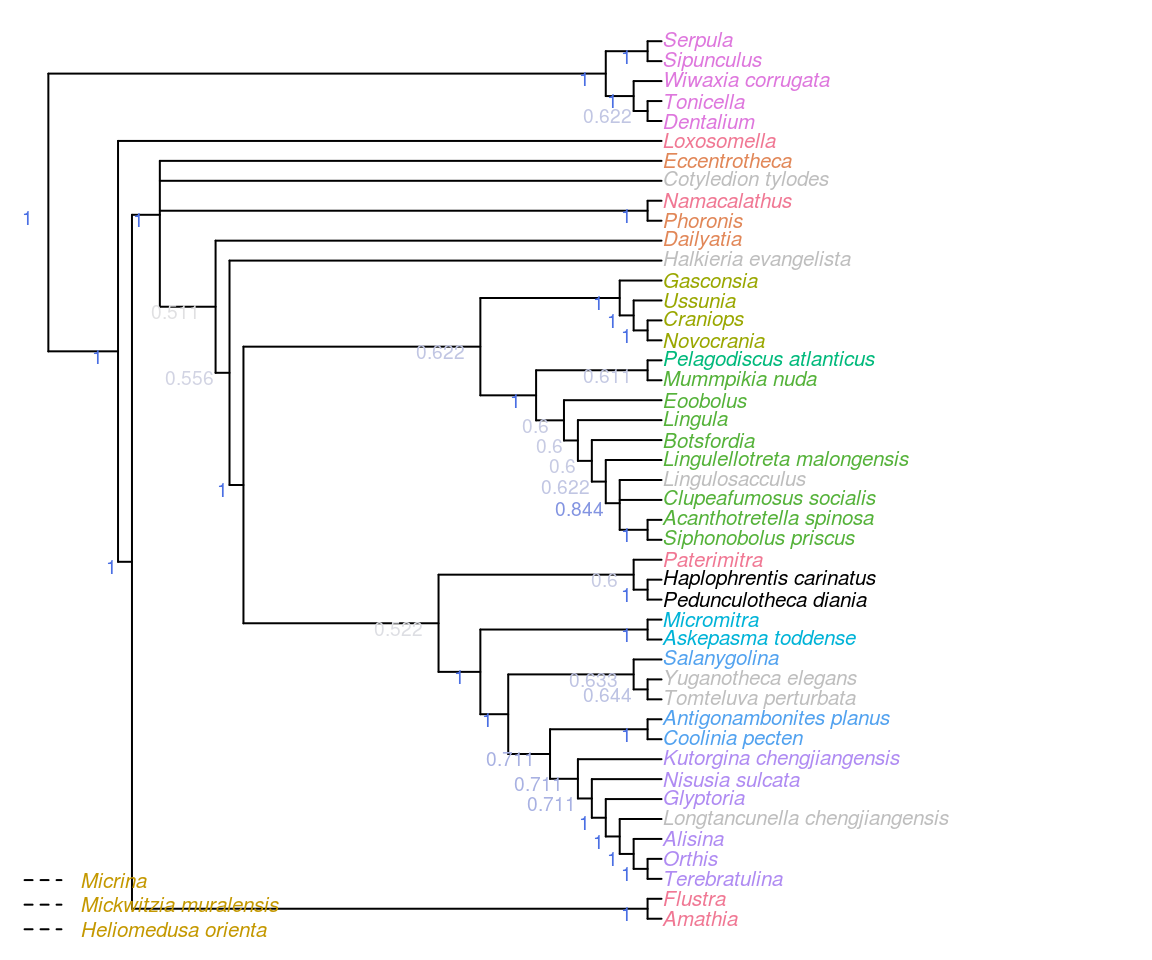 Serpula
1
Sipunculus
1
Wiwaxia corrugata
1
Tonicella
0.622
Dentalium
Loxosomella
Eccentrotheca
Cotyledion tylodes
Namacalathus
1
1
1
Phoronis
Dailyatia
Halkieria evangelista
Gasconsia
Ussunia
1
0.511
Craniops
1
Novocrania
1
0.622
1
Pelagodiscus atlanticus
0.556
0.611
Mummpikia nuda
1
Eoobolus
Lingula
0.6
Botsfordia
0.6
Lingulellotreta malongensis
0.6
Lingulosacculus
0.622
1
Clupeafumosus socialis
0.844
Acanthotretella spinosa
1
Siphonobolus priscus
Paterimitra
1
0.6
Haplophrentis carinatus
1
Pedunculotheca diania
Micromitra
0.522
1
Askepasma toddense
Salanygolina
1
0.633
Yuganotheca elegans
0.644
Tomteluva perturbata
1
Antigonambonites planus
1
Coolinia pecten
0.711
Kutorgina chengjiangensis
0.711
Nisusia sulcata
0.711
Glyptoria
Longtancunella chengjiangensis
1
Alisina
1
Orthis
1
1
Terebratulina
Micrina
Flustra
Mickwitzia muralensis
1
Amathia
Heliomedusa orienta